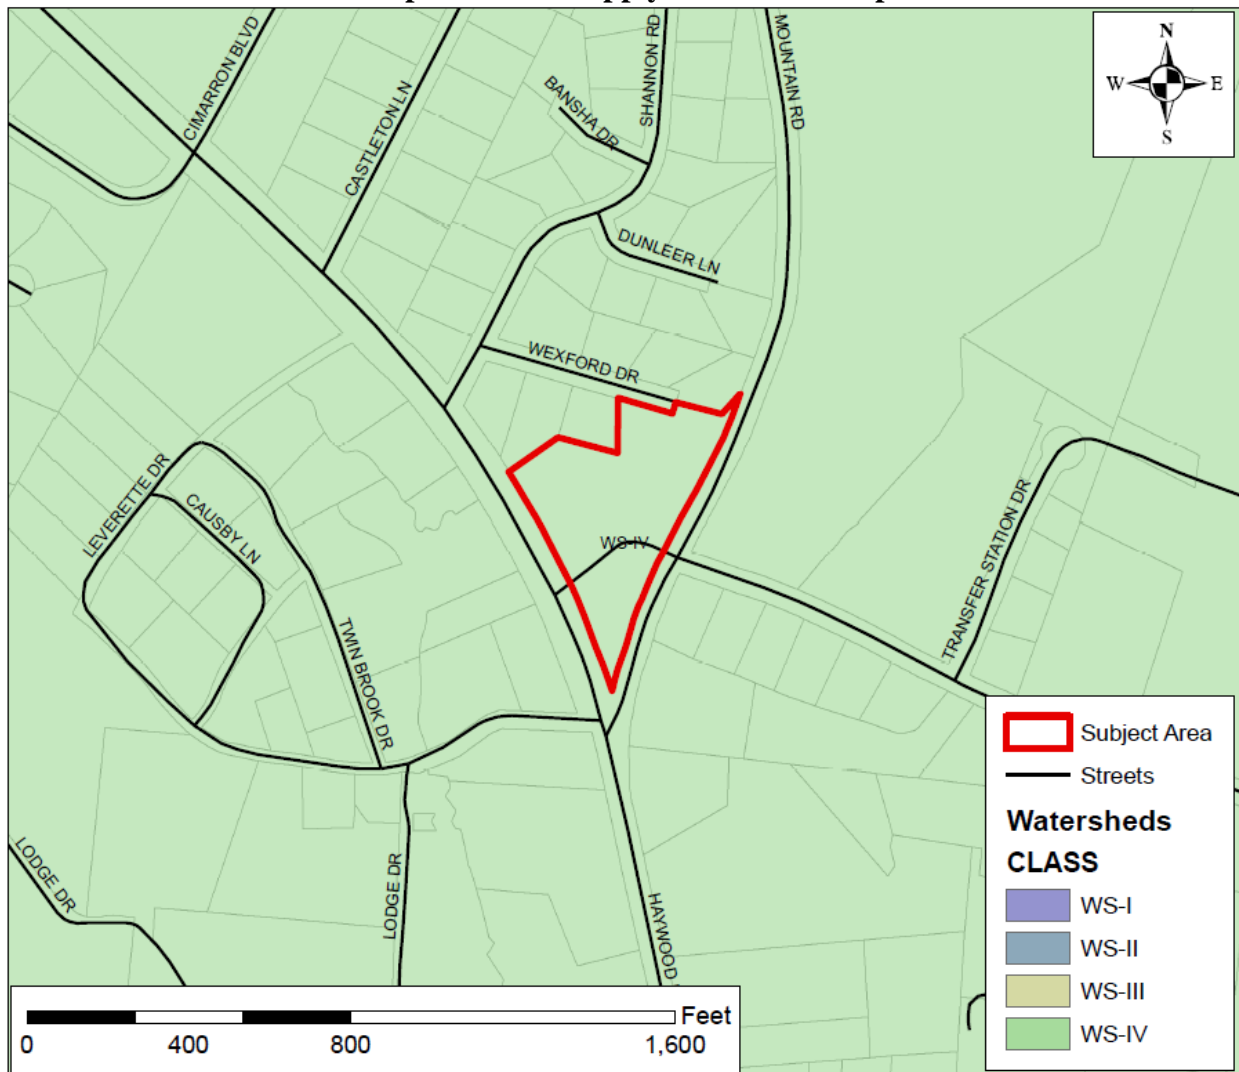 CIMARRON BLVD
CASTLETON LN
BANSHA DR
SHANNON RD
MOUNTAIN RD
N
W E
S
DUNLEER LN
WEXFORD DR
LEVERETTE DR
CAUSBY LN
WS-IV
TRANSFER STATION DR
TWIN BROOK DR
LODGE DR
LODGE DR
HAYWOOD
Subject Area
Streets
Watersheds
CLASS
WS-I
WS-II
WS-III
WS-IV
Feet
0 400 800 1,600